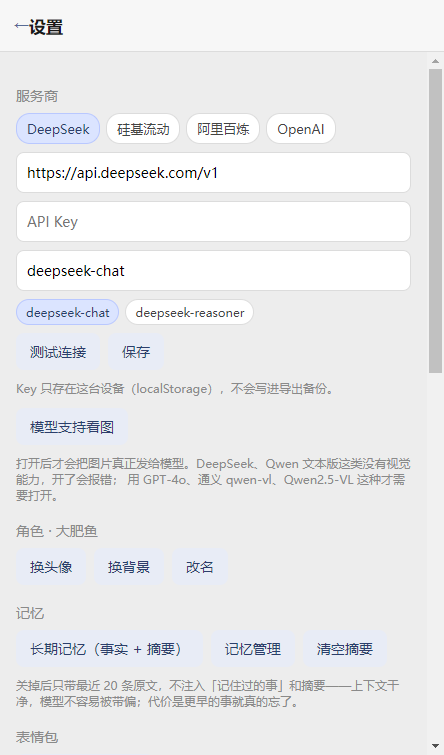 ←设置
服务商
DeepSeek 硅基流动 阿里百炼 OpenAI
https://api.deepseek.com/v1
API Key
deepseek-chat
deepseek-chat deepseek-reasoner
测试连接 保存
Key 只存在这台设备（localStorage），不会写进导出备份。
模型支持看图
打开后才会把图片真正发给模型。DeepSeek、Qwen 文本版这类没有视觉
能力，开了会报错； 用 GPT-4o、通义 qwen-vl、Qwen2.5-VL 这种才需
要打开。
角色 · 大肥鱼
换头像 换背景 改名
记忆
长期记忆（事实 + 摘要） 记忆管理 清空摘要
关掉后只带最近 20 条原文，不注入「记住过的事」和摘要——上下文干
净，模型不容易被带偏；代价是更早的事就真的忘了。
表情包